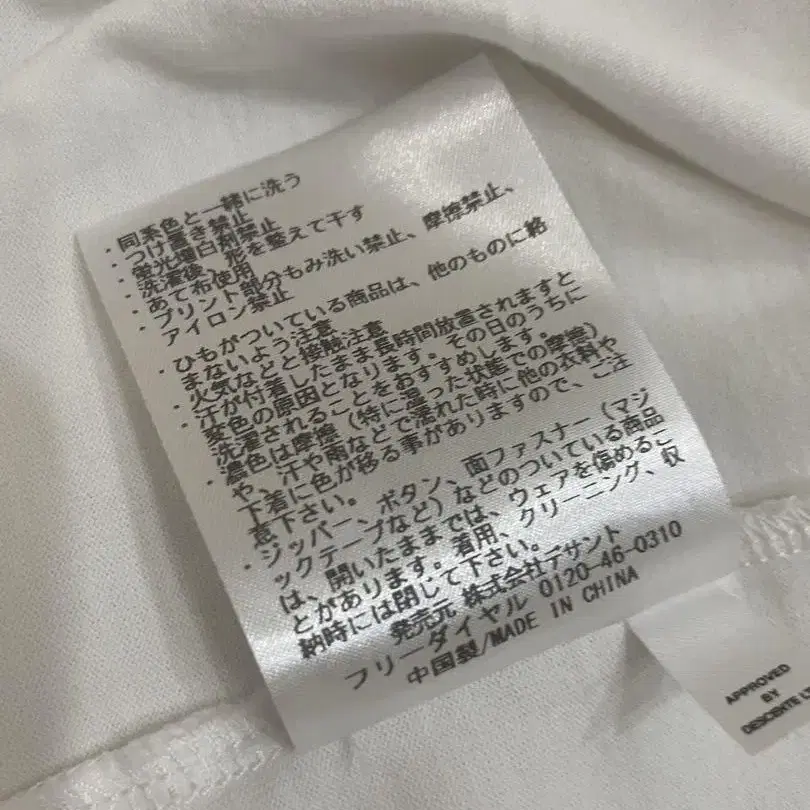 ・同系色と一緒に洗う
・つけ置き禁止
・蛍光増白剤禁止
・洗濯後、形を整えて干す
・あて布使用
・プリント部分もみ洗い禁止、摩擦禁止、
アイロン禁止
・ひもがついている商品は、他のものに絡
まないよう注意
・火気などと接触注意
・汗が付着したまま長時間放置されますと
変色の原因となります。その日のうちに
洗濯されることをおすすめします。
・濃色は摩擦(特に湿った状態での摩擦)
や、汗や雨などで濡れた時に他の衣料や
下着に色が移る事がありますので、ご注
意下さい。
・ジッパー、ボタン、面ファスナー(マジ
ックテープなど)などのついている商品
は、開いたままでは、ウェアを傷めるこ
とがあります。着用、クリーニング、収
納時には閉じて下さい。
発売元 株式会社デサント
フリーダイヤル 0120-46-0310
中国製/MADE IN CHINA
APPROVED
BY
DESCENTE